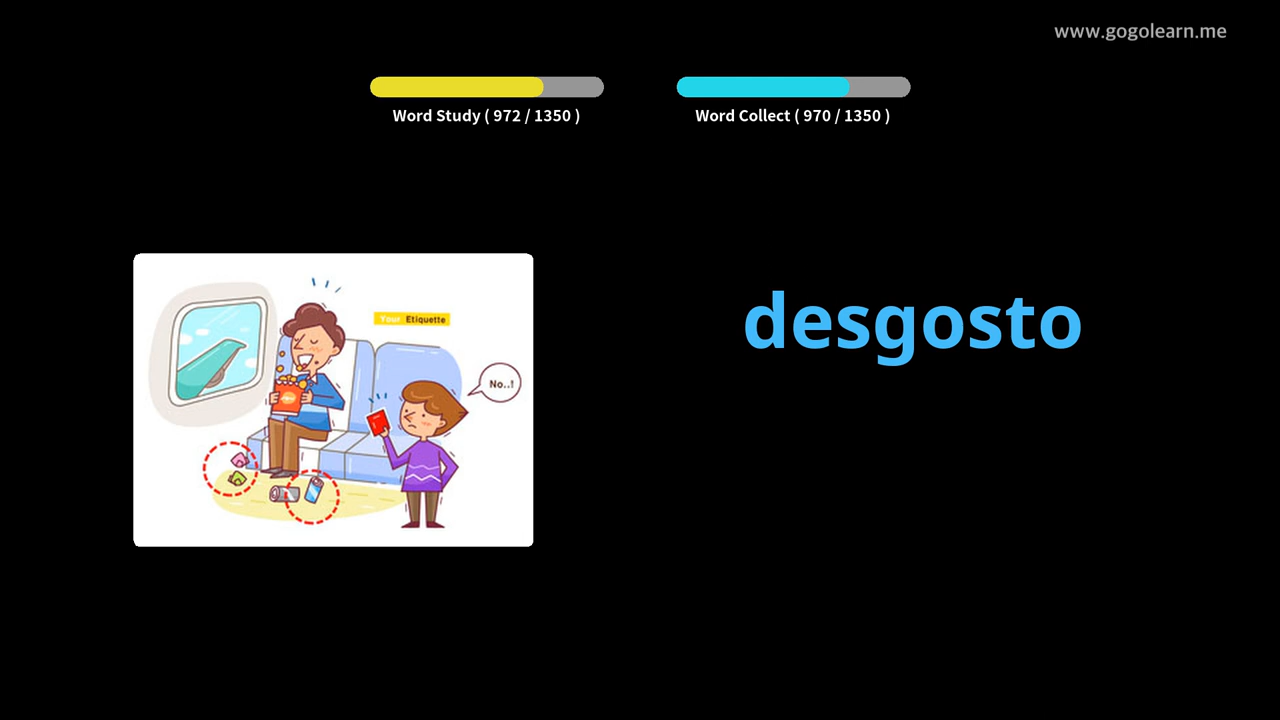 www.gogolearn.me
Word Study ( 972 / 1350 )
Word Collect ( 970 / 1350 )
Your Etiquette
No..!
desgosto